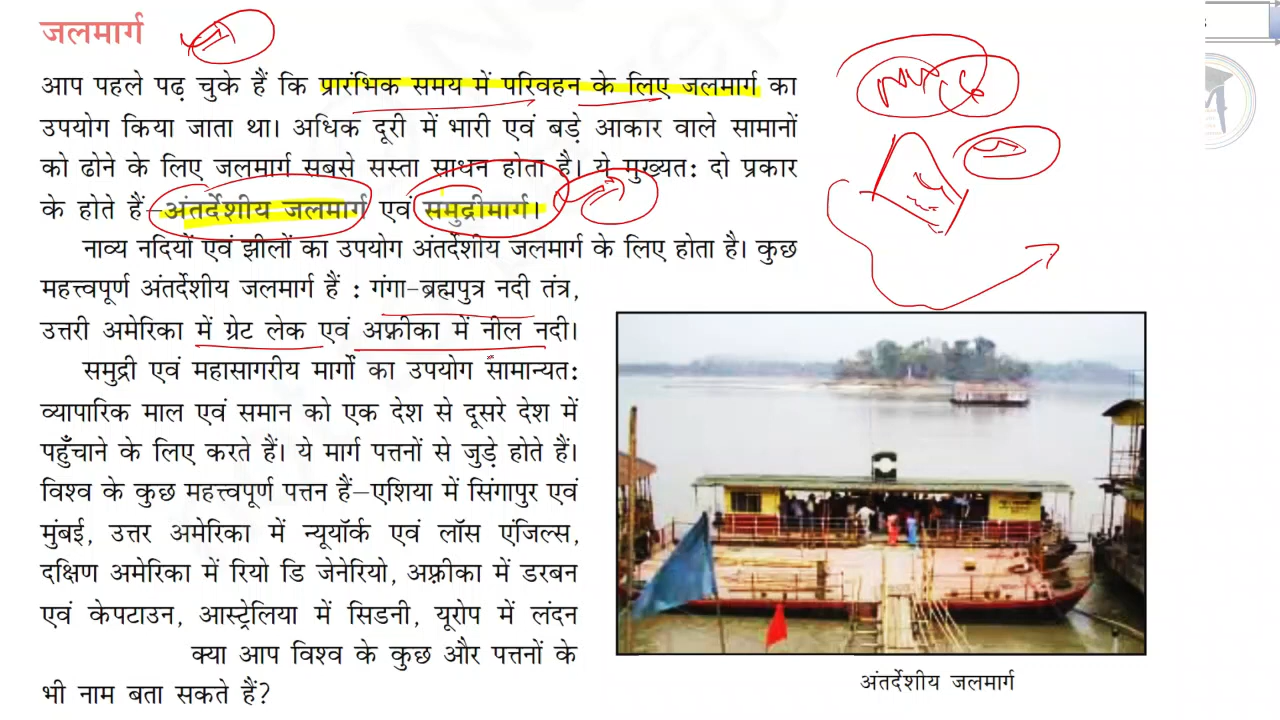 जलमार्ग
आप पहले पढ़ चुके हैं कि प्रारंभिक समय में परिवहन के लिए जलमार्ग का
उपयोग किया जाता था। अधिक दूरी में भारी एवं बड़े आकार वाले सामानों
को ढोने के लिए जलमार्ग सबसे सस्ता साधन होता है। ये मुख्यत: दो प्रकार
के होते हैं–अंतर्देशीय जलमार्ग एवं समुद्रीमार्ग।
नाव्य नदियों एवं झीलों का उपयोग अंतर्देशीय जलमार्ग के लिए होता है। कुछ
महत्त्वपूर्ण अंतर्देशीय जलमार्ग हैं : गंगा-ब्रह्मपुत्र नदी तंत्र,
उत्तरी अमेरिका में ग्रेट लेक एवं अफ़्रीका में नील नदी।
समुद्री एवं महासागरीय मार्गों का उपयोग सामान्यत:
व्यापारिक माल एवं समान को एक देश से दूसरे देश में
पहुँचाने के लिए करते हैं। ये मार्ग पत्तनों से जुड़े होते हैं।
विश्व के कुछ महत्त्वपूर्ण पत्तन हैं–एशिया में सिंगापुर एवं
मुंबई, उत्तर अमेरिका में न्यूयॉर्क एवं लॉस एंजिल्स,
दक्षिण अमेरिका में रियो डि जेनेरियो, अफ़्रीका में डरबन
एवं केपटाउन, आस्ट्रेलिया में सिडनी, यूरोप में लंदन
क्या आप विश्व के कुछ और पत्तनों के
भी नाम बता सकते हैं?
अंतर्देशीय जलमार्ग